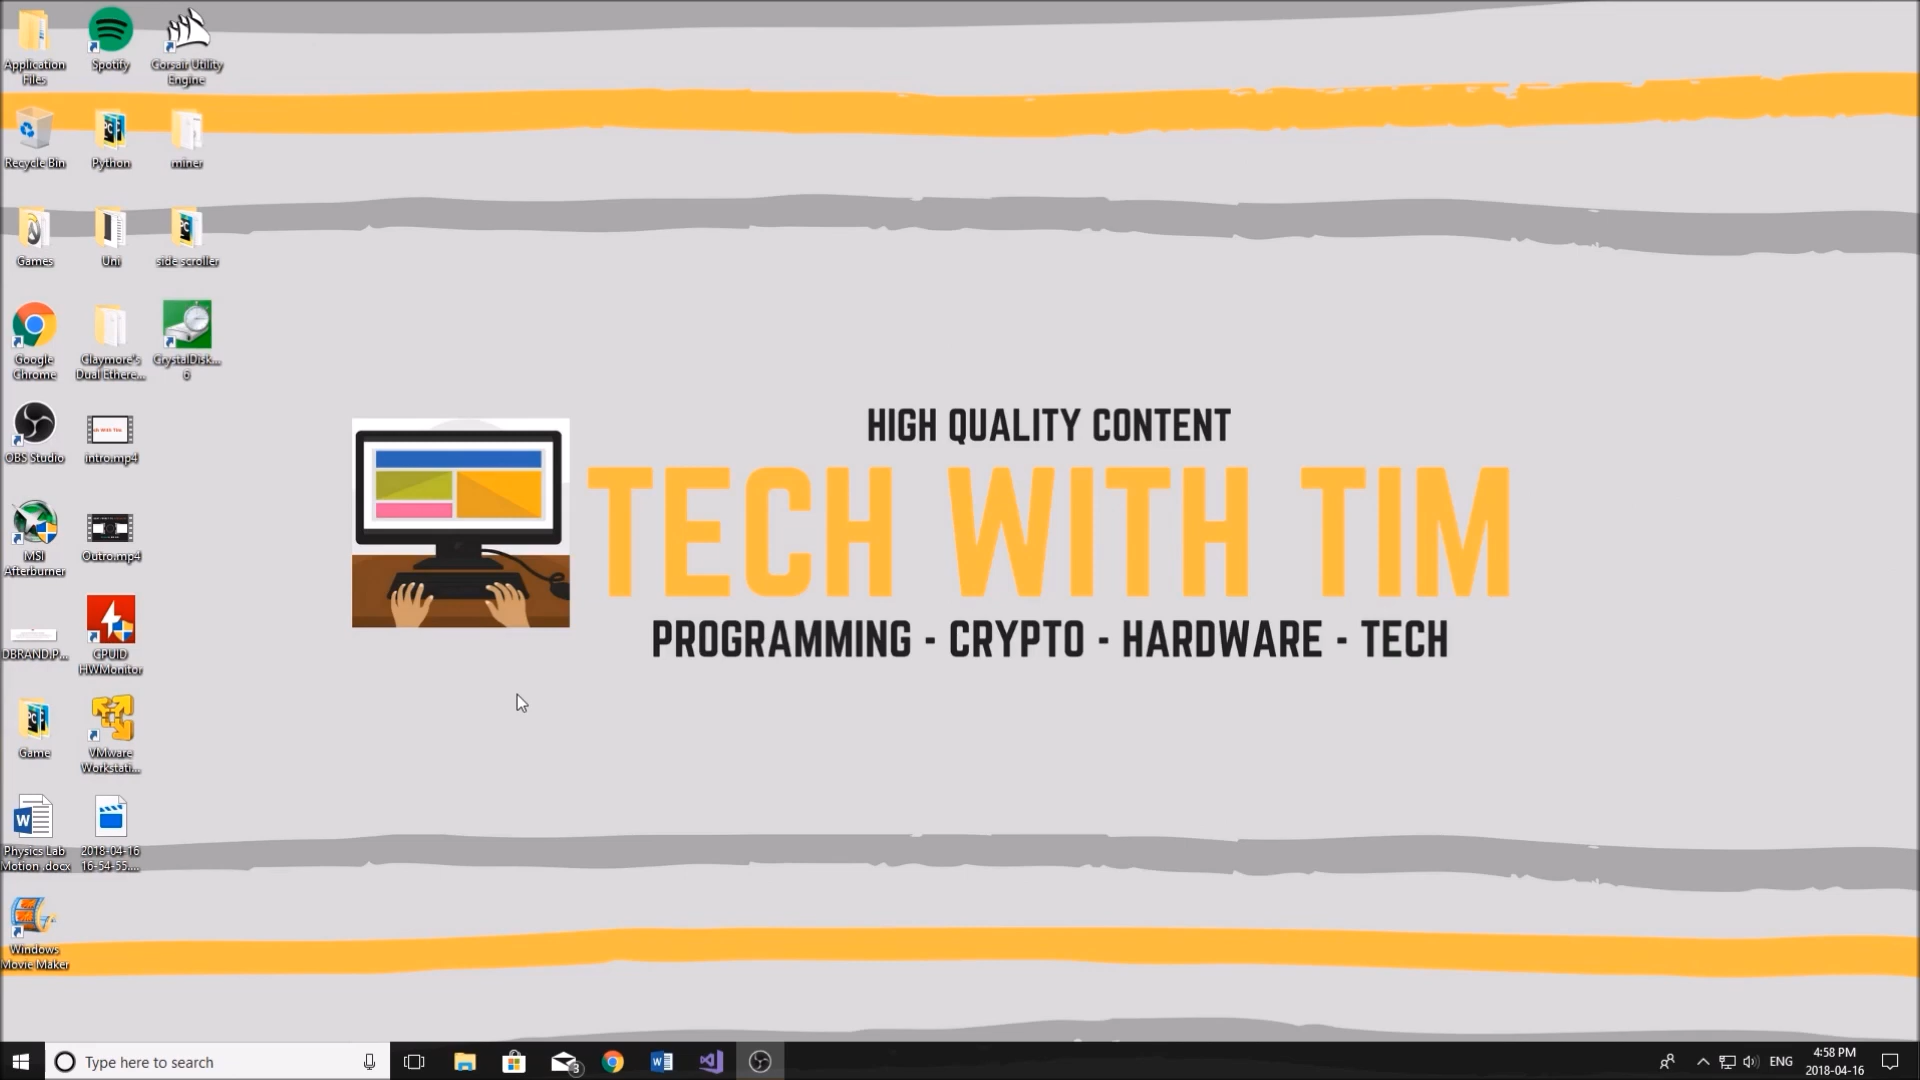 Application
Files
Spotify
Corsair Utility
Engine
Recycle Bin
Python
miner
Games
Uni
side scroller
Google
Chrome
Claymore's
Dual Ethere...
CrystalDisk...
6
OBS Studio
intro.mp4
MSI
Afterburner
Outro.mp4
DBRAND.P...
CPUID
HWMonitor
Game
VMware
Workstati...
Physics Lab
Motion .docx
2018-04-16
16-54-55....
Windows
Movie Maker
HIGH QUALITY CONTENT
TECH WITH TIM
PROGRAMMING - CRYPTO - HARDWARE - TECH
Type here to search
3
ENG
4:58 PM
2018-04-16